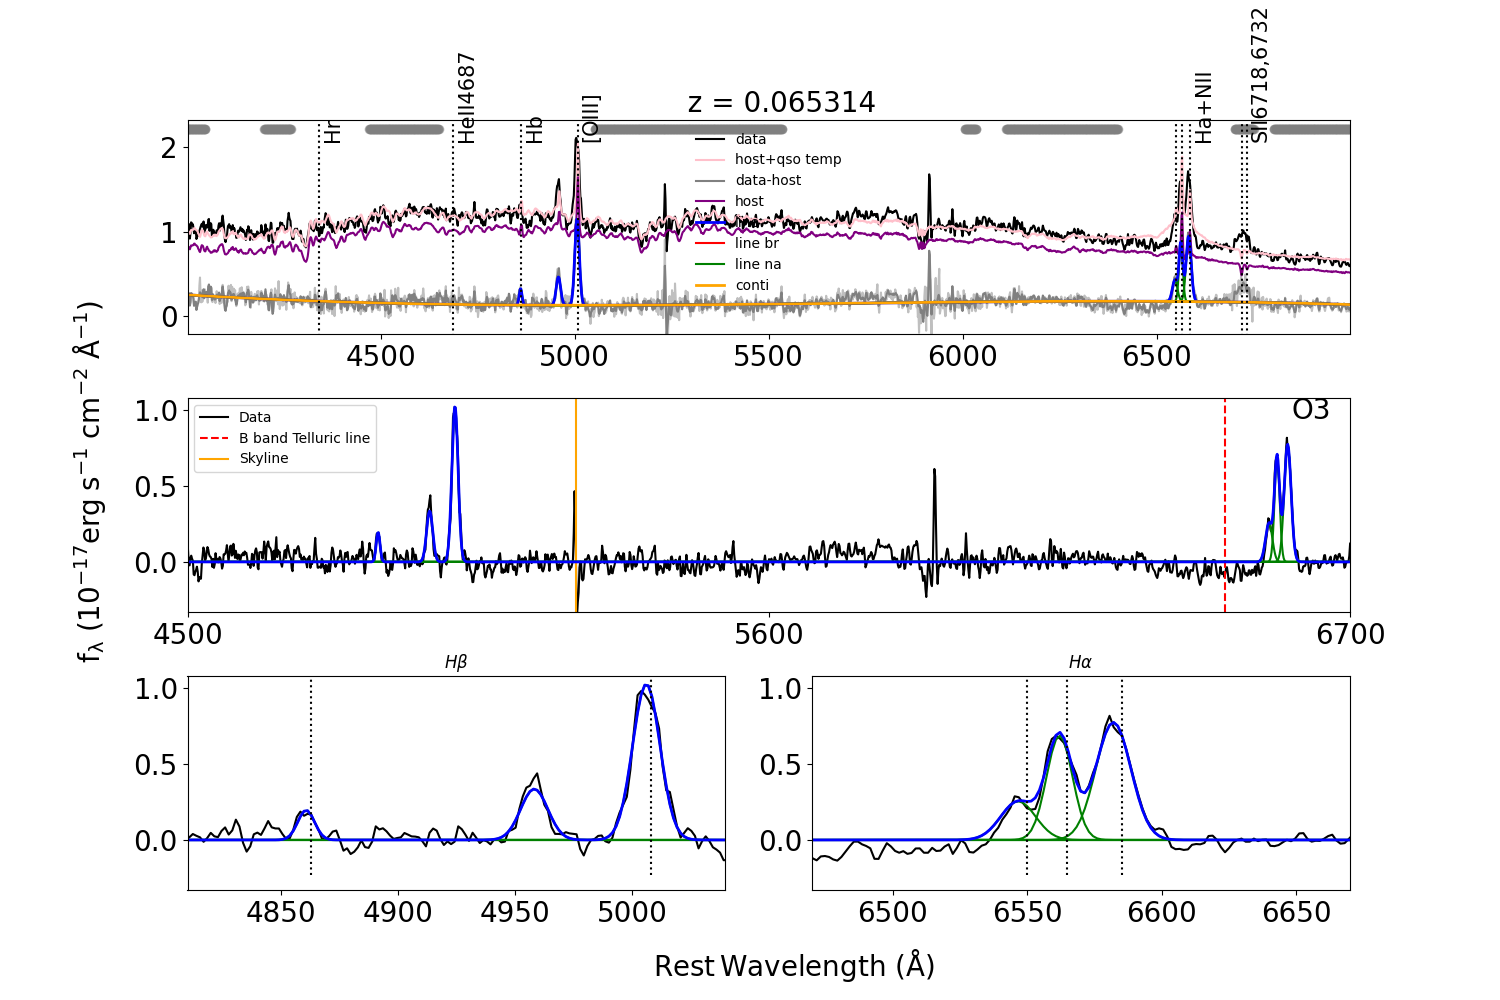 z = 0.065314
Hr
HeII4687
Hb
[OIII]
Ha+NII
SII6718,6732
data
host+qso temp
data-host
host
line br
line na
conti
2
1
0
4500
5000
5500
6000
6500
f_λ (10^−17 erg s^−1 cm^−2 Å^−1)
Data
B band Telluric line
Skyline
O3
1.0
0.5
0.0
4500
5600
6700
Hβ
1.0
0.5
0.0
4850
4900
4950
5000
Hα
1.0
0.5
0.0
6500
6550
6600
6650
Rest Wavelength (Å)